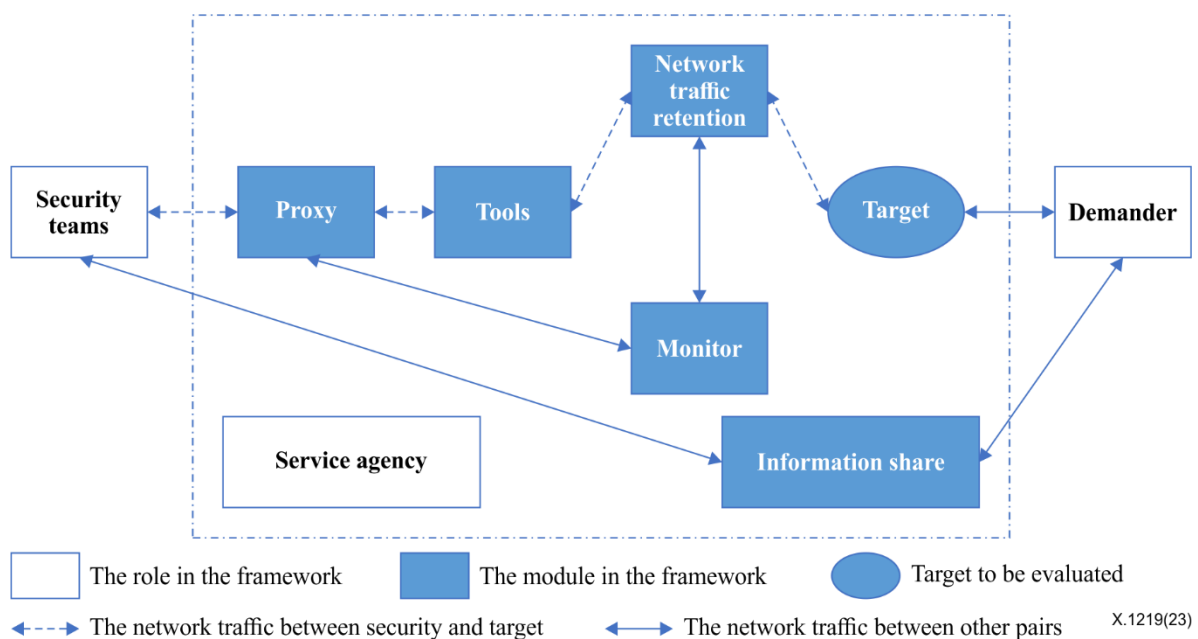 Network
traffic
retention
Security
teams
Proxy
Tools
Target
Demander
Monitor
Service agency
Information share
The role in the framework
The module in the framework
Target to be evaluated
The network traffic between security and target
The network traffic between other pairs
X.1219(23)